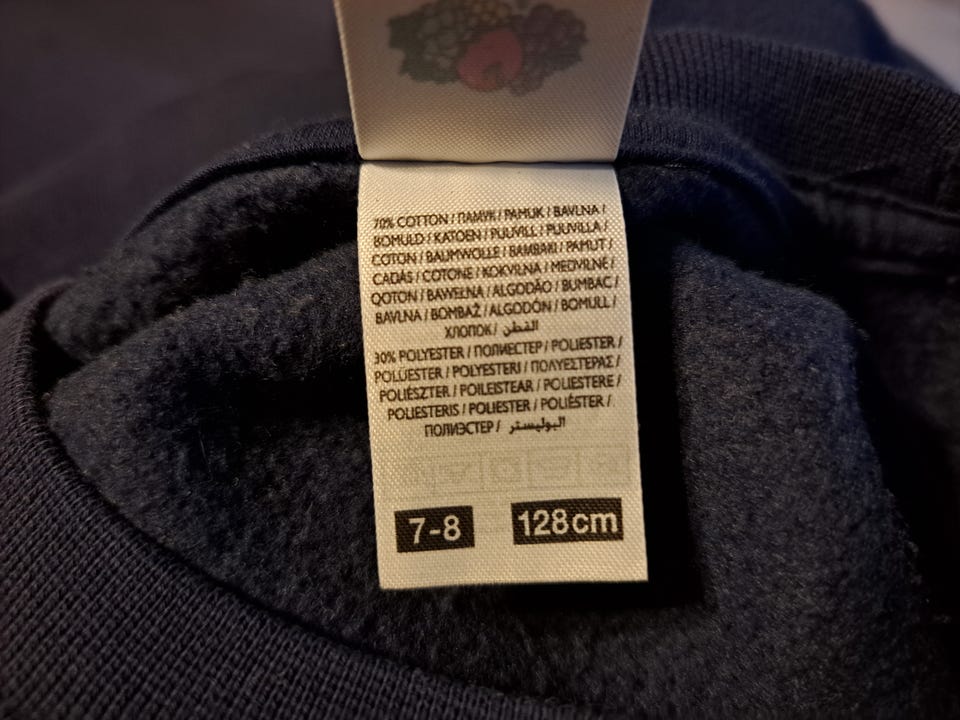 70% COTTON / ПАМУК / PAMUK / BAVLNA /
BOMULD / KATOEN / PUUVILL / PUUVILLA /
COTON / BAUMWOLLE / BAMBAKI / PAMUT /
CADÁS / COTONE / KOKVILNA / MEDVILNĖ /
QOTON / BAWEŁNA / ALGODÃO / BUMBAC /
BAVLNA / BOMBAŽ / ALGODÓN / BOMULL /
ХЛОПОК / القطن
30% POLYESTER / ПОЛИЕСТЕР / POLIESTER /
POLÜESTER / POLYESTERI / ΠΟΛΥΕΣΤΕΡΑΣ /
POLIÉSZTER / POILEISTEAR / POLIESTERE /
POLIESTERIS / POLIESTER / POLIÉSTER /
ПОЛИЭСТЕР / البوليستر
7-8 128cm